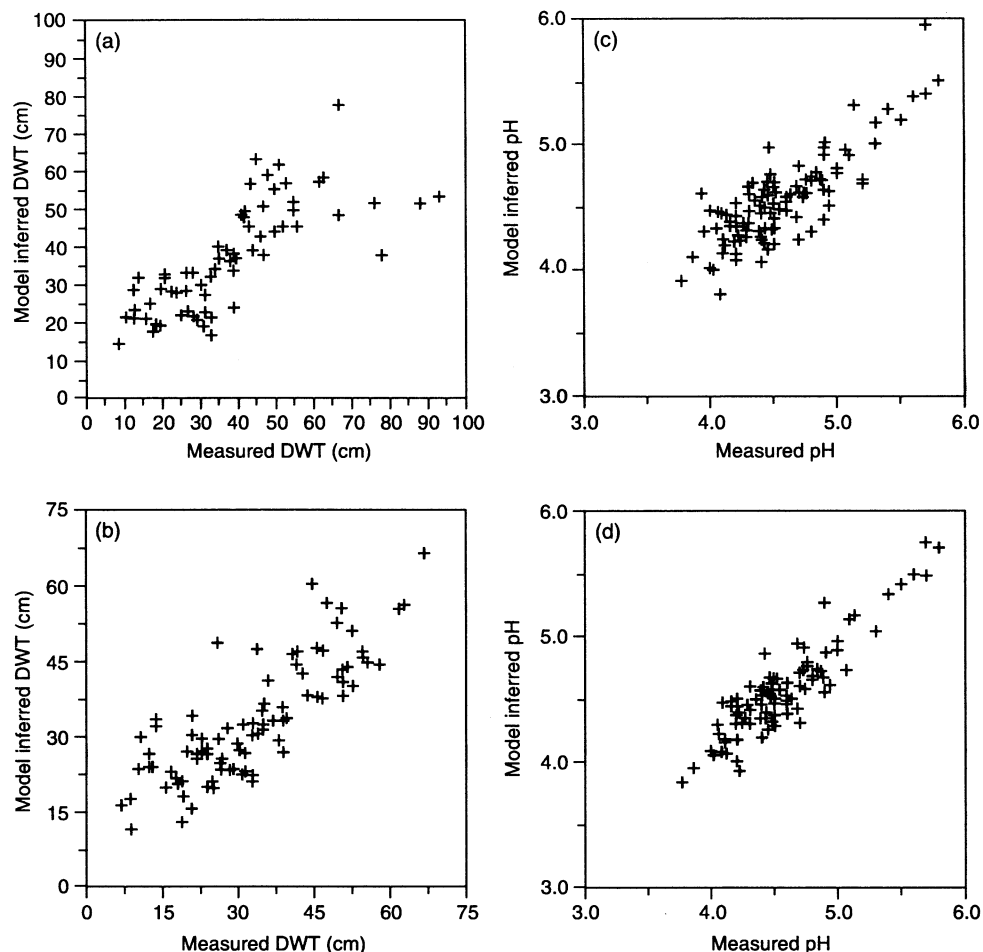 (a)
Model inferred DWT (cm)
100
90
80
70
60
50
40
30
20
10
0
10 20 30 40 50 60 70 80 90 100
Measured DWT (cm)
(c)
Model inferred pH
6.0
5.0
4.0
3.0
3.0 4.0 5.0 6.0
Measured pH
(b)
Model inferred DWT (cm)
75
60
45
30
15
0
0 15 30 45 60 75
Measured DWT (cm)
(d)
Model inferred pH
6.0
5.0
4.0
3.0
3.0 4.0 5.0 6.0
Measured pH